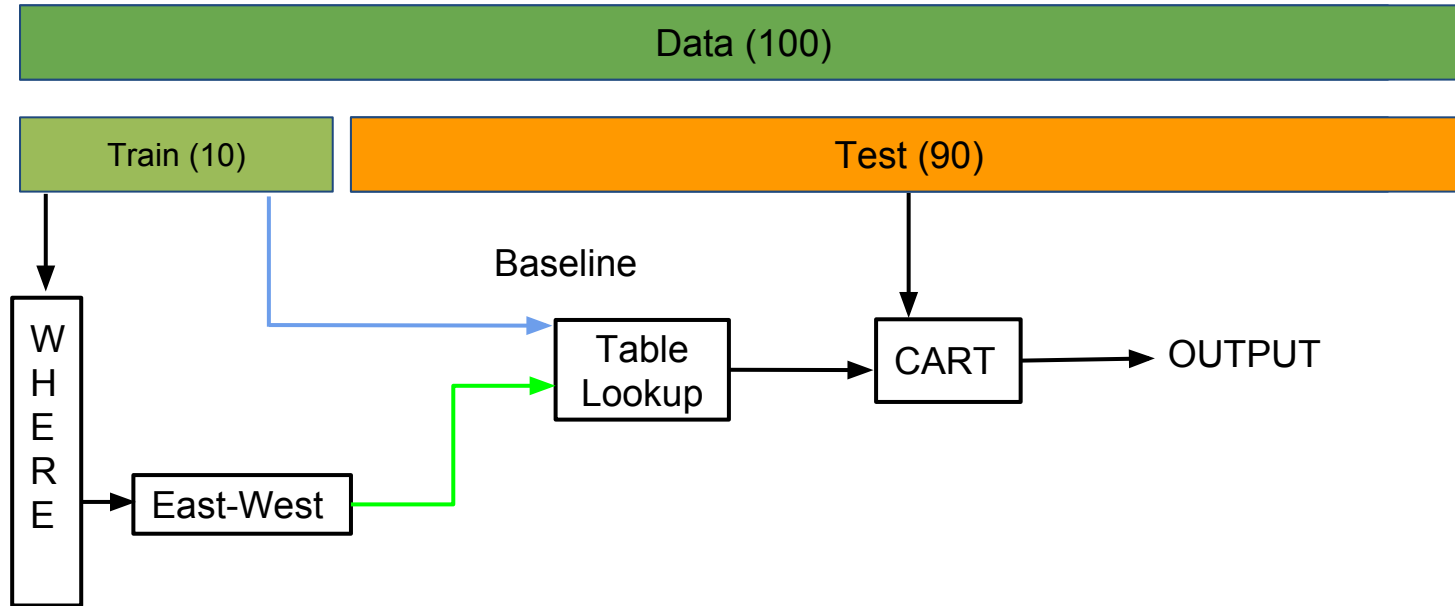 Data (100)
Train (10)
Test (90)
Baseline
W
H
E
R
E
Table
Lookup
CART
OUTPUT
East-West